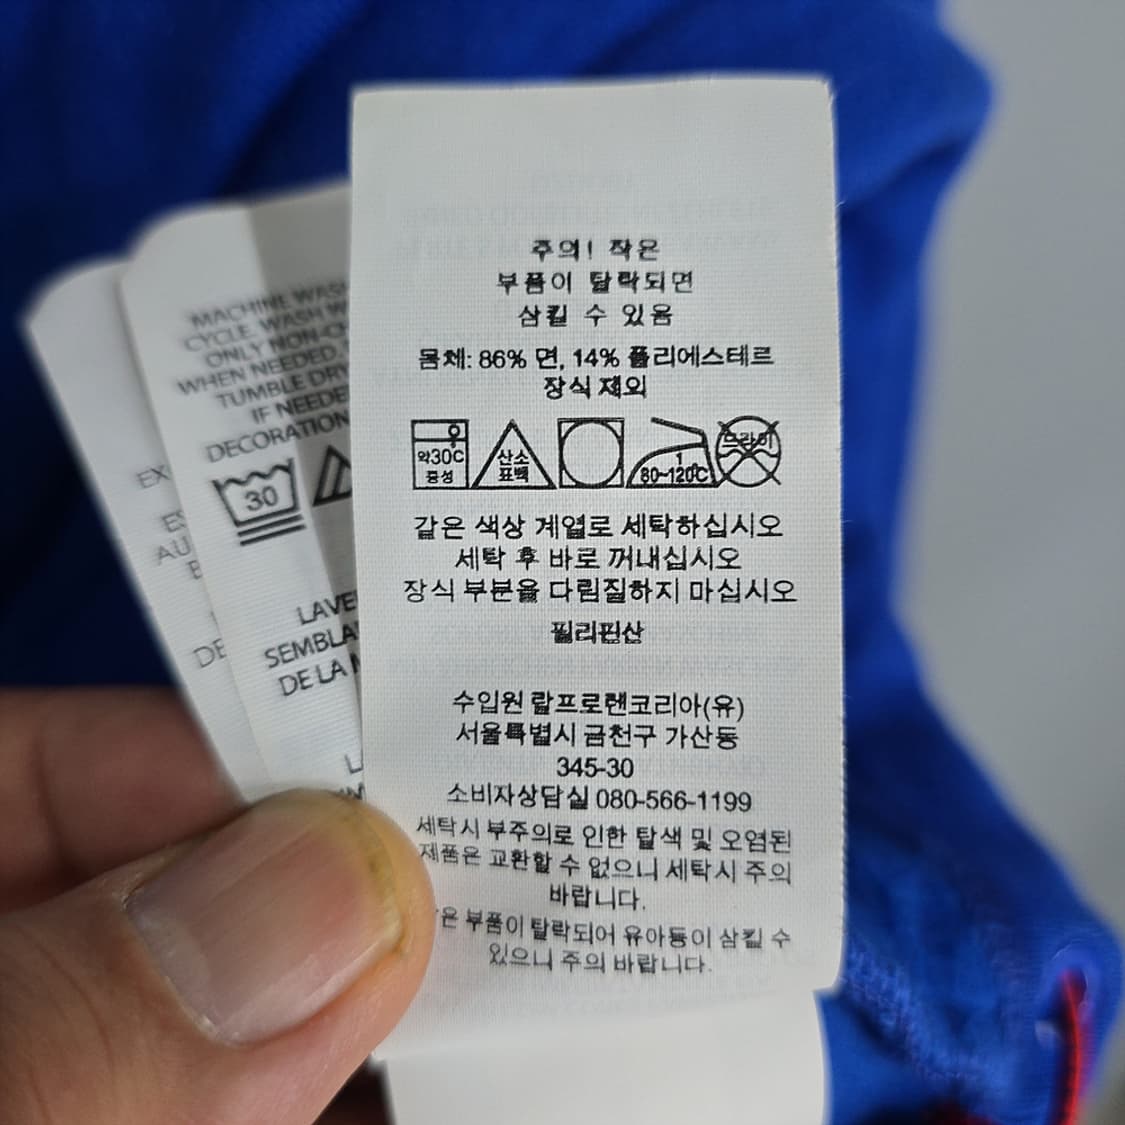 주의! 작은
부품이 탈락되면
삼킬 수 있음
몸체: 86% 면, 14% 폴리에스테르
장식 제외
약30℃
중성
산소
표백
1
80~120℃
드라이
같은 색상 계열로 세탁하십시오
세탁 후 바로 꺼내십시오
장식 부분을 다림질하지 마십시오
필리핀산
수입원 랄프로렌코리아(유)
서울특별시 금천구 가산동
345-30
소비자상담실 080-566-1199
세탁시 부주의로 인한 탈색 및 오염된
제품은 교환할 수 없으니 세탁시 주의
바랍니다.
부품이 탈락되어 유아등이 삼킬 수
있으니 주의 바랍니다.
MACHINE WASH
CYCLE. WASH
ONLY
WHEN NEEDED.
TUMBLE DRY
IF
DECORATION
30
DE LA